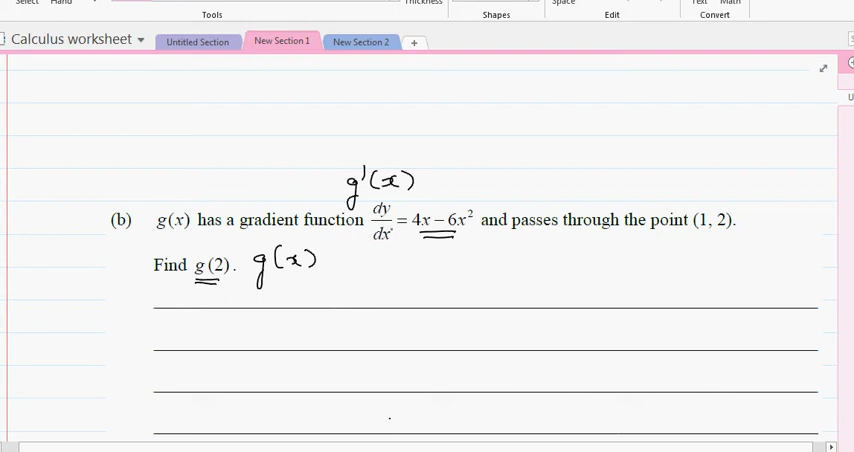 Select Hand Thickness Space Text Math
Tools Shapes Edit Convert
Calculus worksheet Untitled Section New Section 1 New Section 2 +
g'(x)
(b) g(x) has a gradient function dy/dx = 4x − 6x² and passes through the point (1, 2).
Find g(2). g(x)